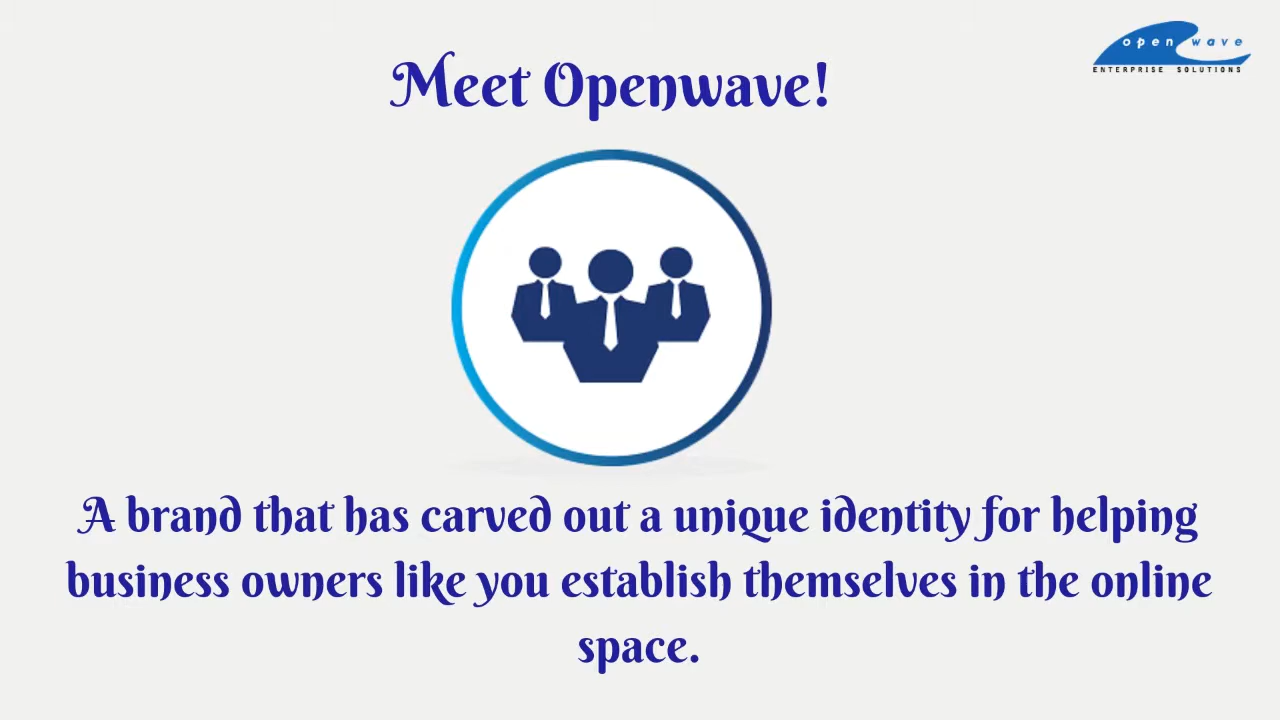 open wave
ENTERPRISE SOLUTIONS
Meet Openwave!
A brand that has carved out a unique identity for helping
business owners like you establish themselves in the online
space.